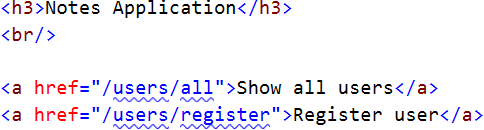 <h3>Notes Application</h3>
<br/>
<a href="/users/all">Show all users</a>
<a href="/users/register">Register user</a>